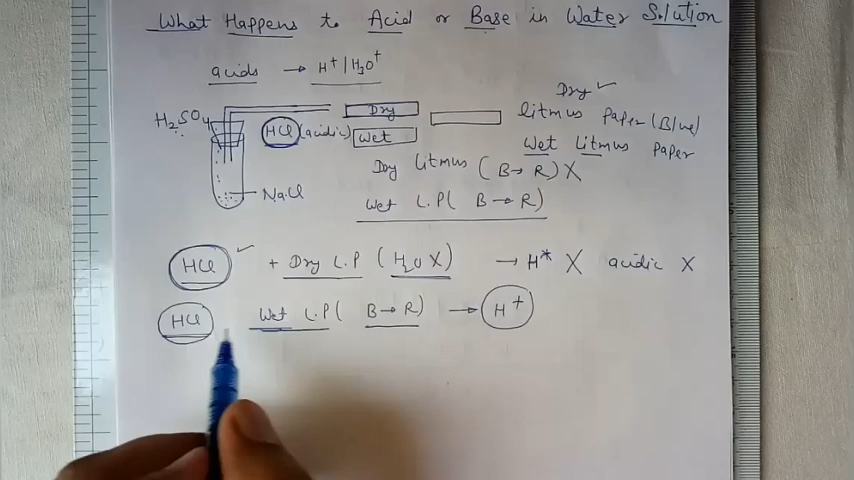 What Happens to Acid or Base in Water Solution
acids → H⁺/H₃O⁺
Dry ✓
H₂SO₄ HCl (acidic) Dry litmus Paper (Blue)
Wet Wet Litmus Paper
Dry litmus (B→R) X
NaCl Wet L.P( B→R)
HCl ✓ + Dry L.P (H₂O X) → H* X acidic X
HCl Wet L.P( B→R) → H⁺